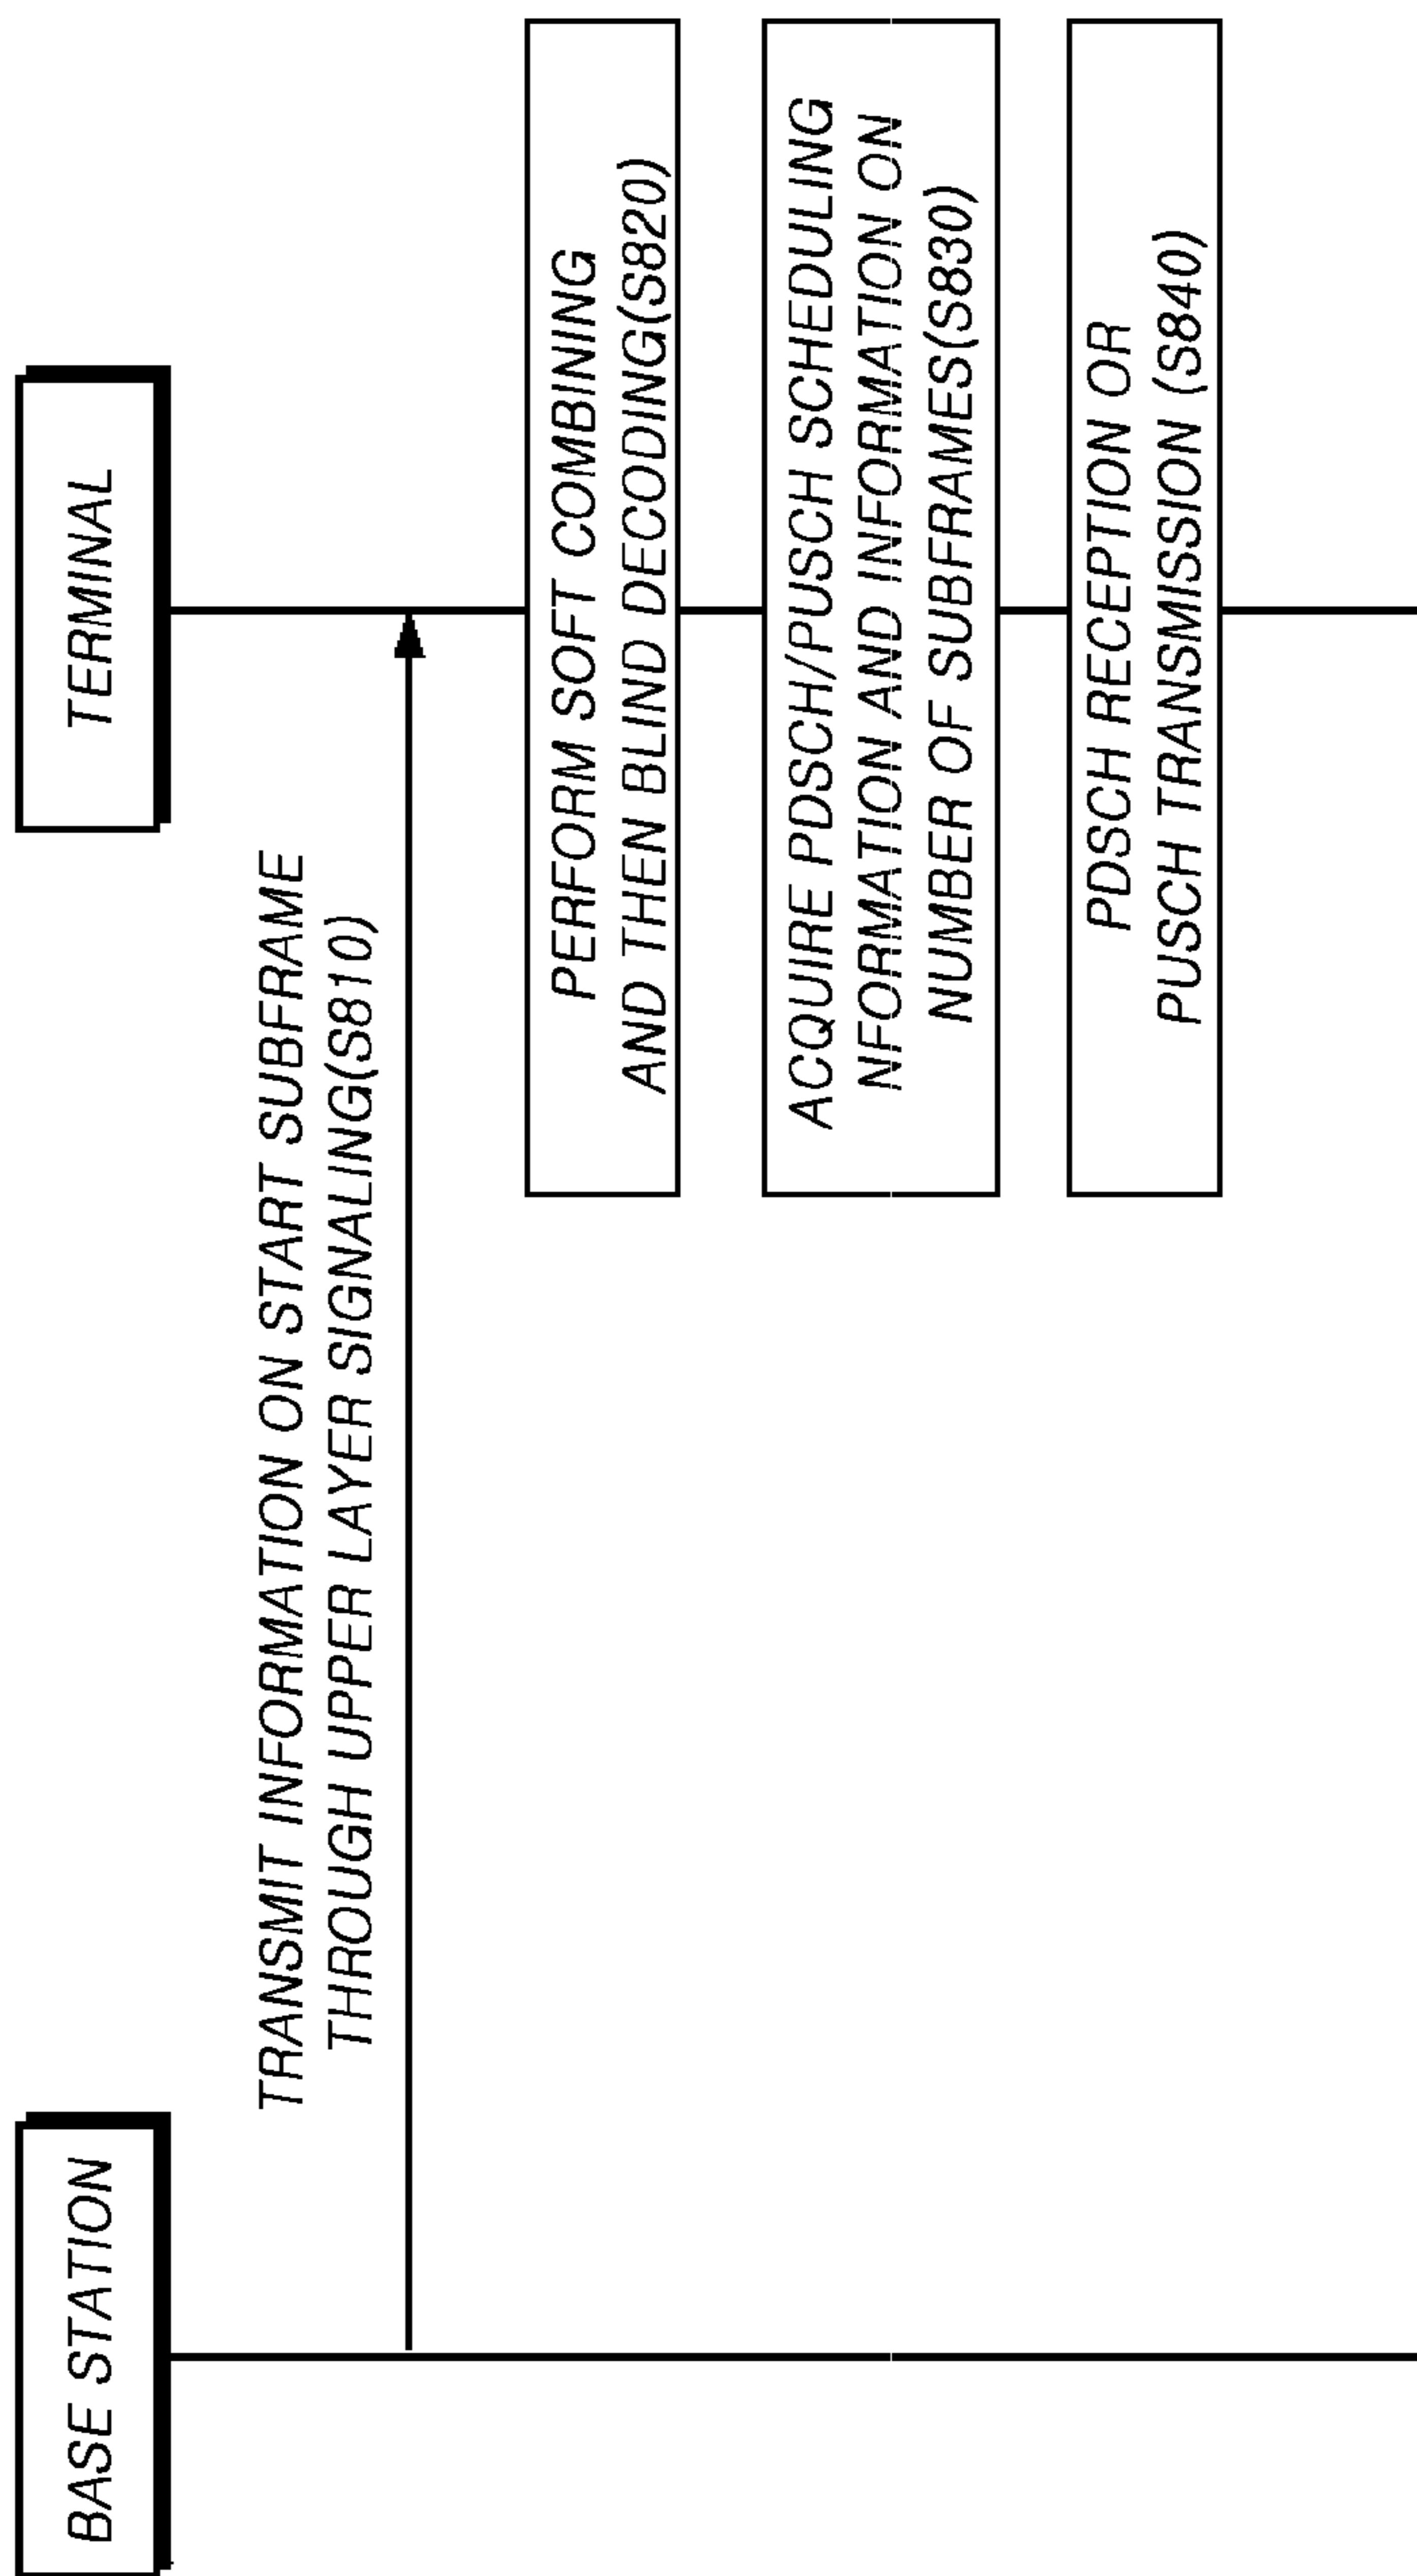 BASE STATION
TERMINAL
TRANSMIT INFORMATION ON START SUBFRAME
THROUGH UPPER LAYER SIGNALING(S810)
PERFORM SOFT COMBINING
AND THEN BLIND DECODING(S820)
ACQUIRE PDSCH/PUSCH SCHEDULING
NFORMATION AND INFORMATION ON
NUMBER OF SUBFRAMES(S830)
PDSCH RECEPTION OR
PUSCH TRANSMISSION (S840)